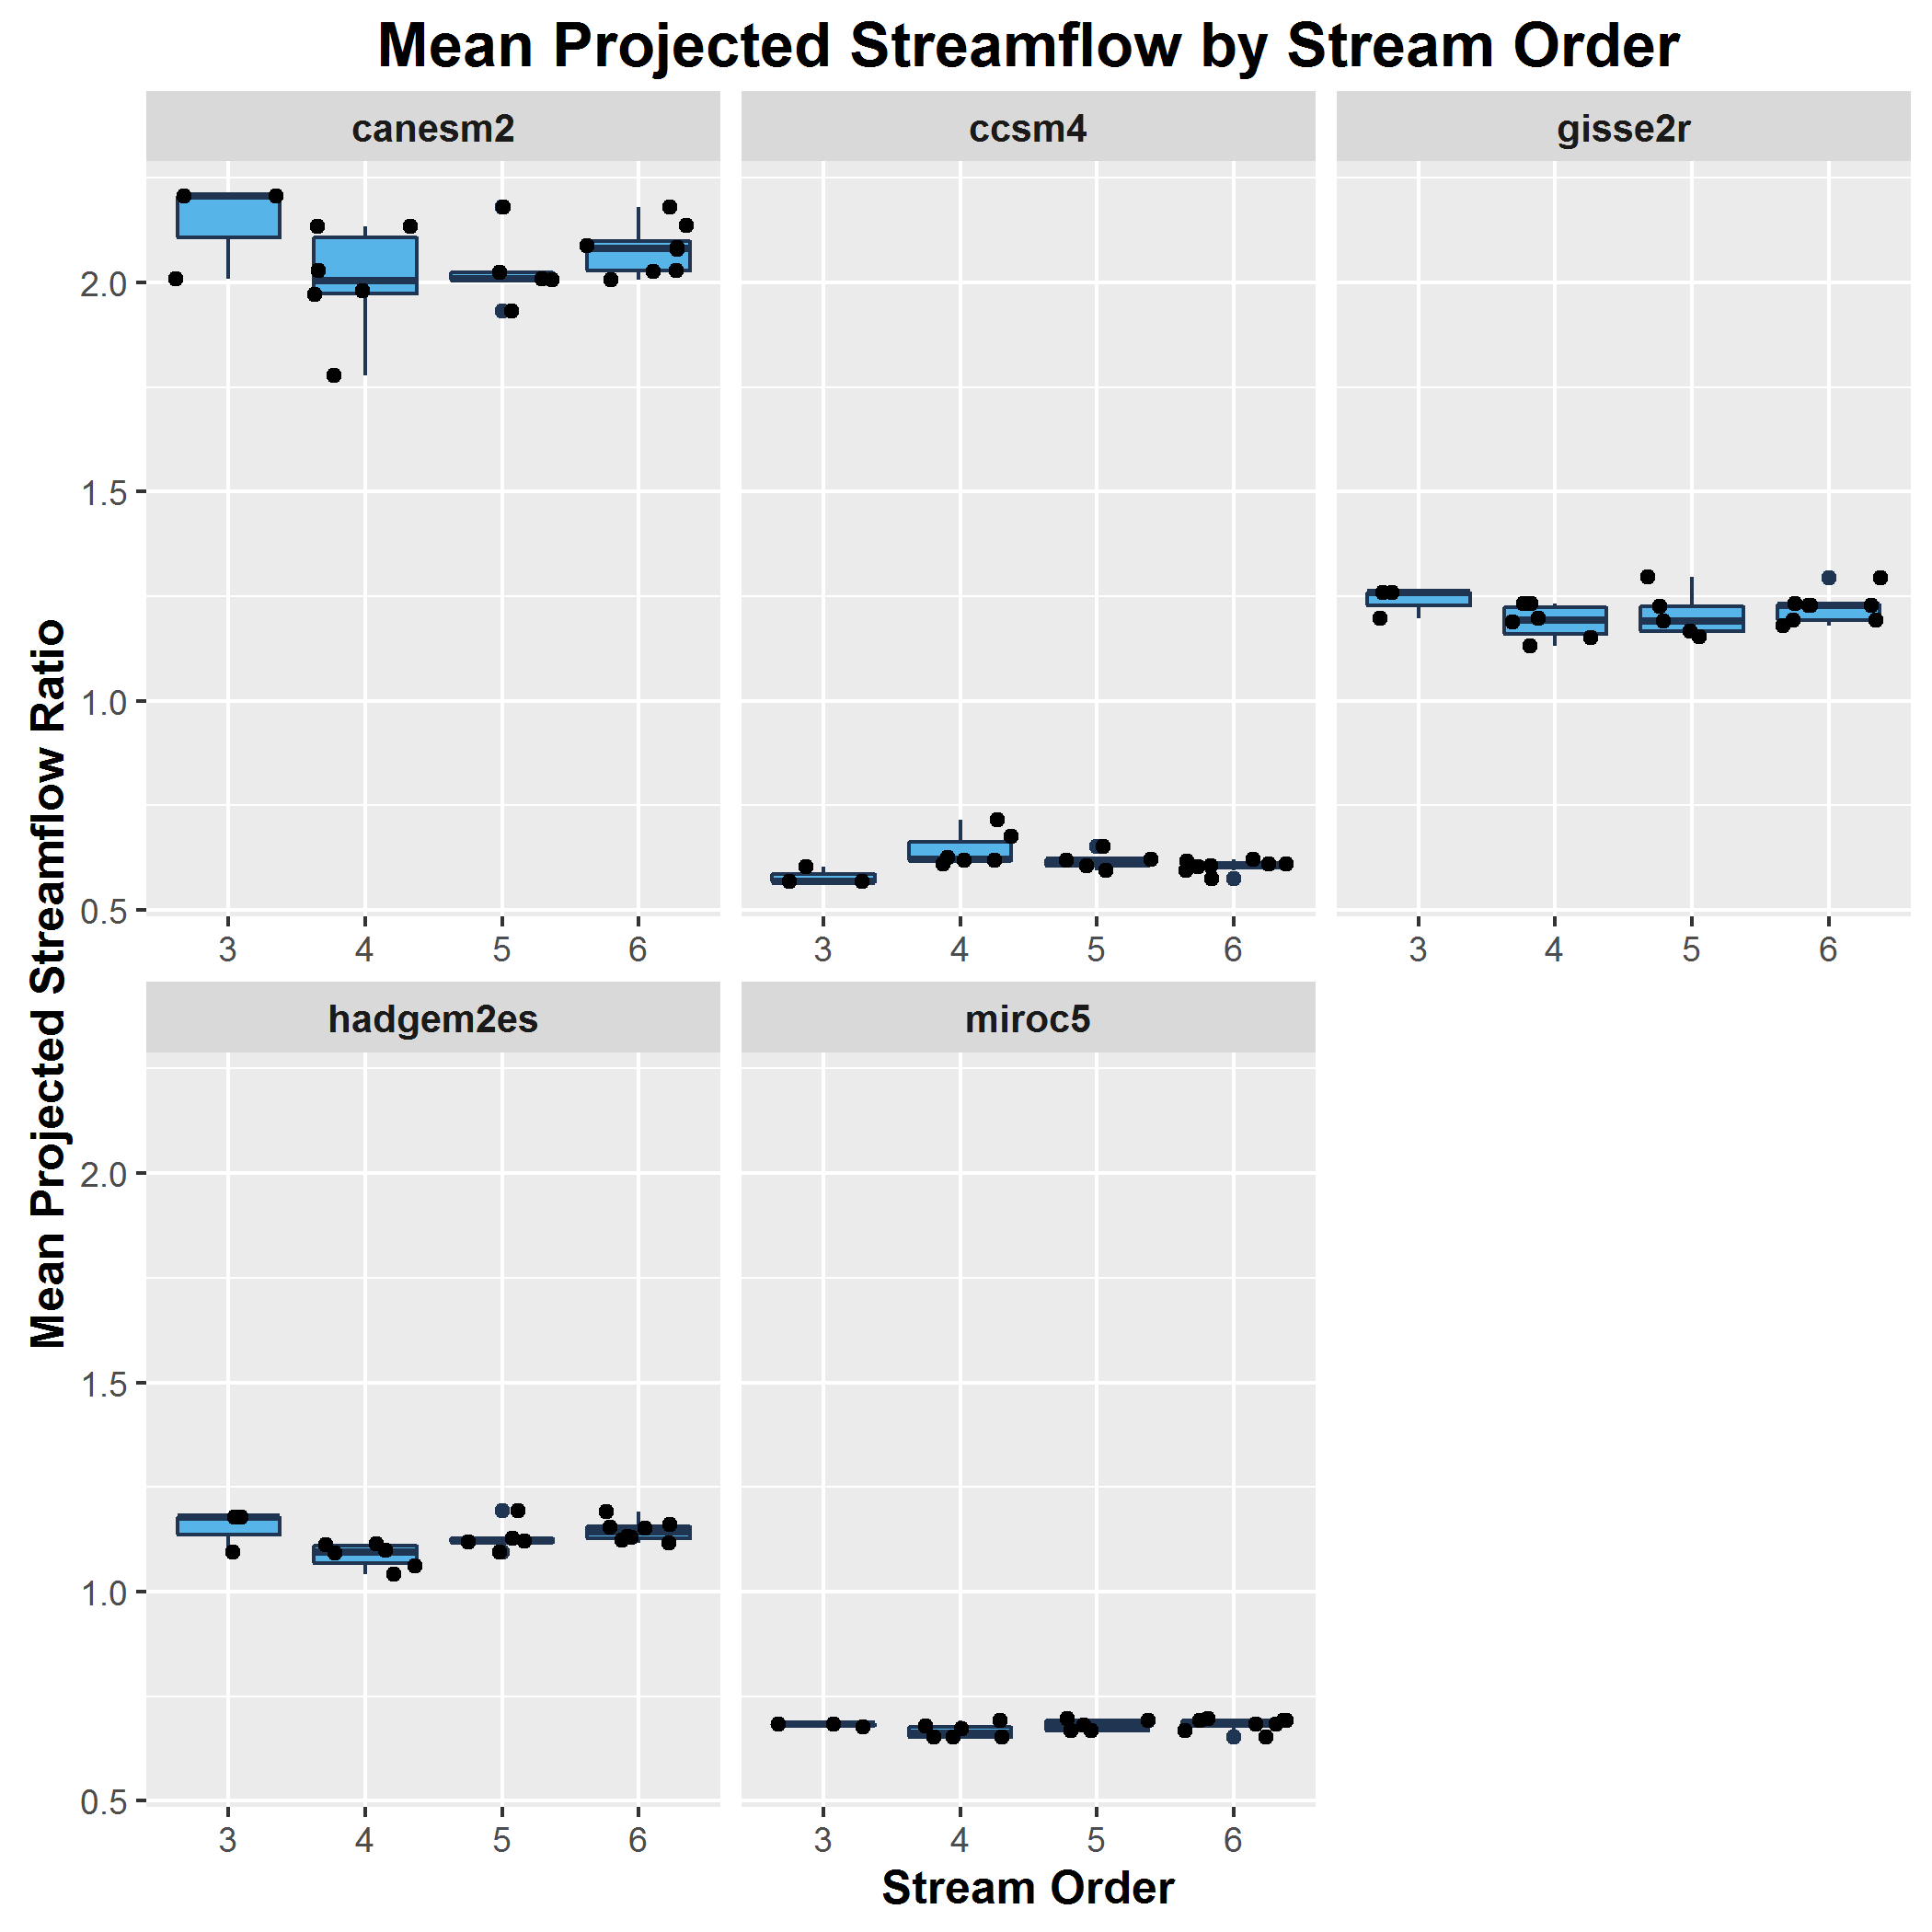 Mean Projected Streamflow by Stream Order
canesm2
ccsm4
gisse2r
Mean Projected Streamflow Ratio
2.0
1.5
1.0
0.5
3 4 5 6
3 4 5 6
3 4 5 6
hadgem2es
miroc5
2.0
1.5
1.0
0.5
3 4 5 6
3 4 5 6
Stream Order